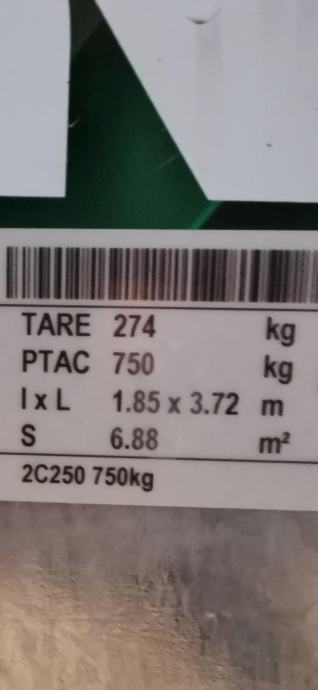 TARE 274 kg
PTAC 750 kg
l x L 1.85 x 3.72 m
S 6.88 m²
2C250 750kg